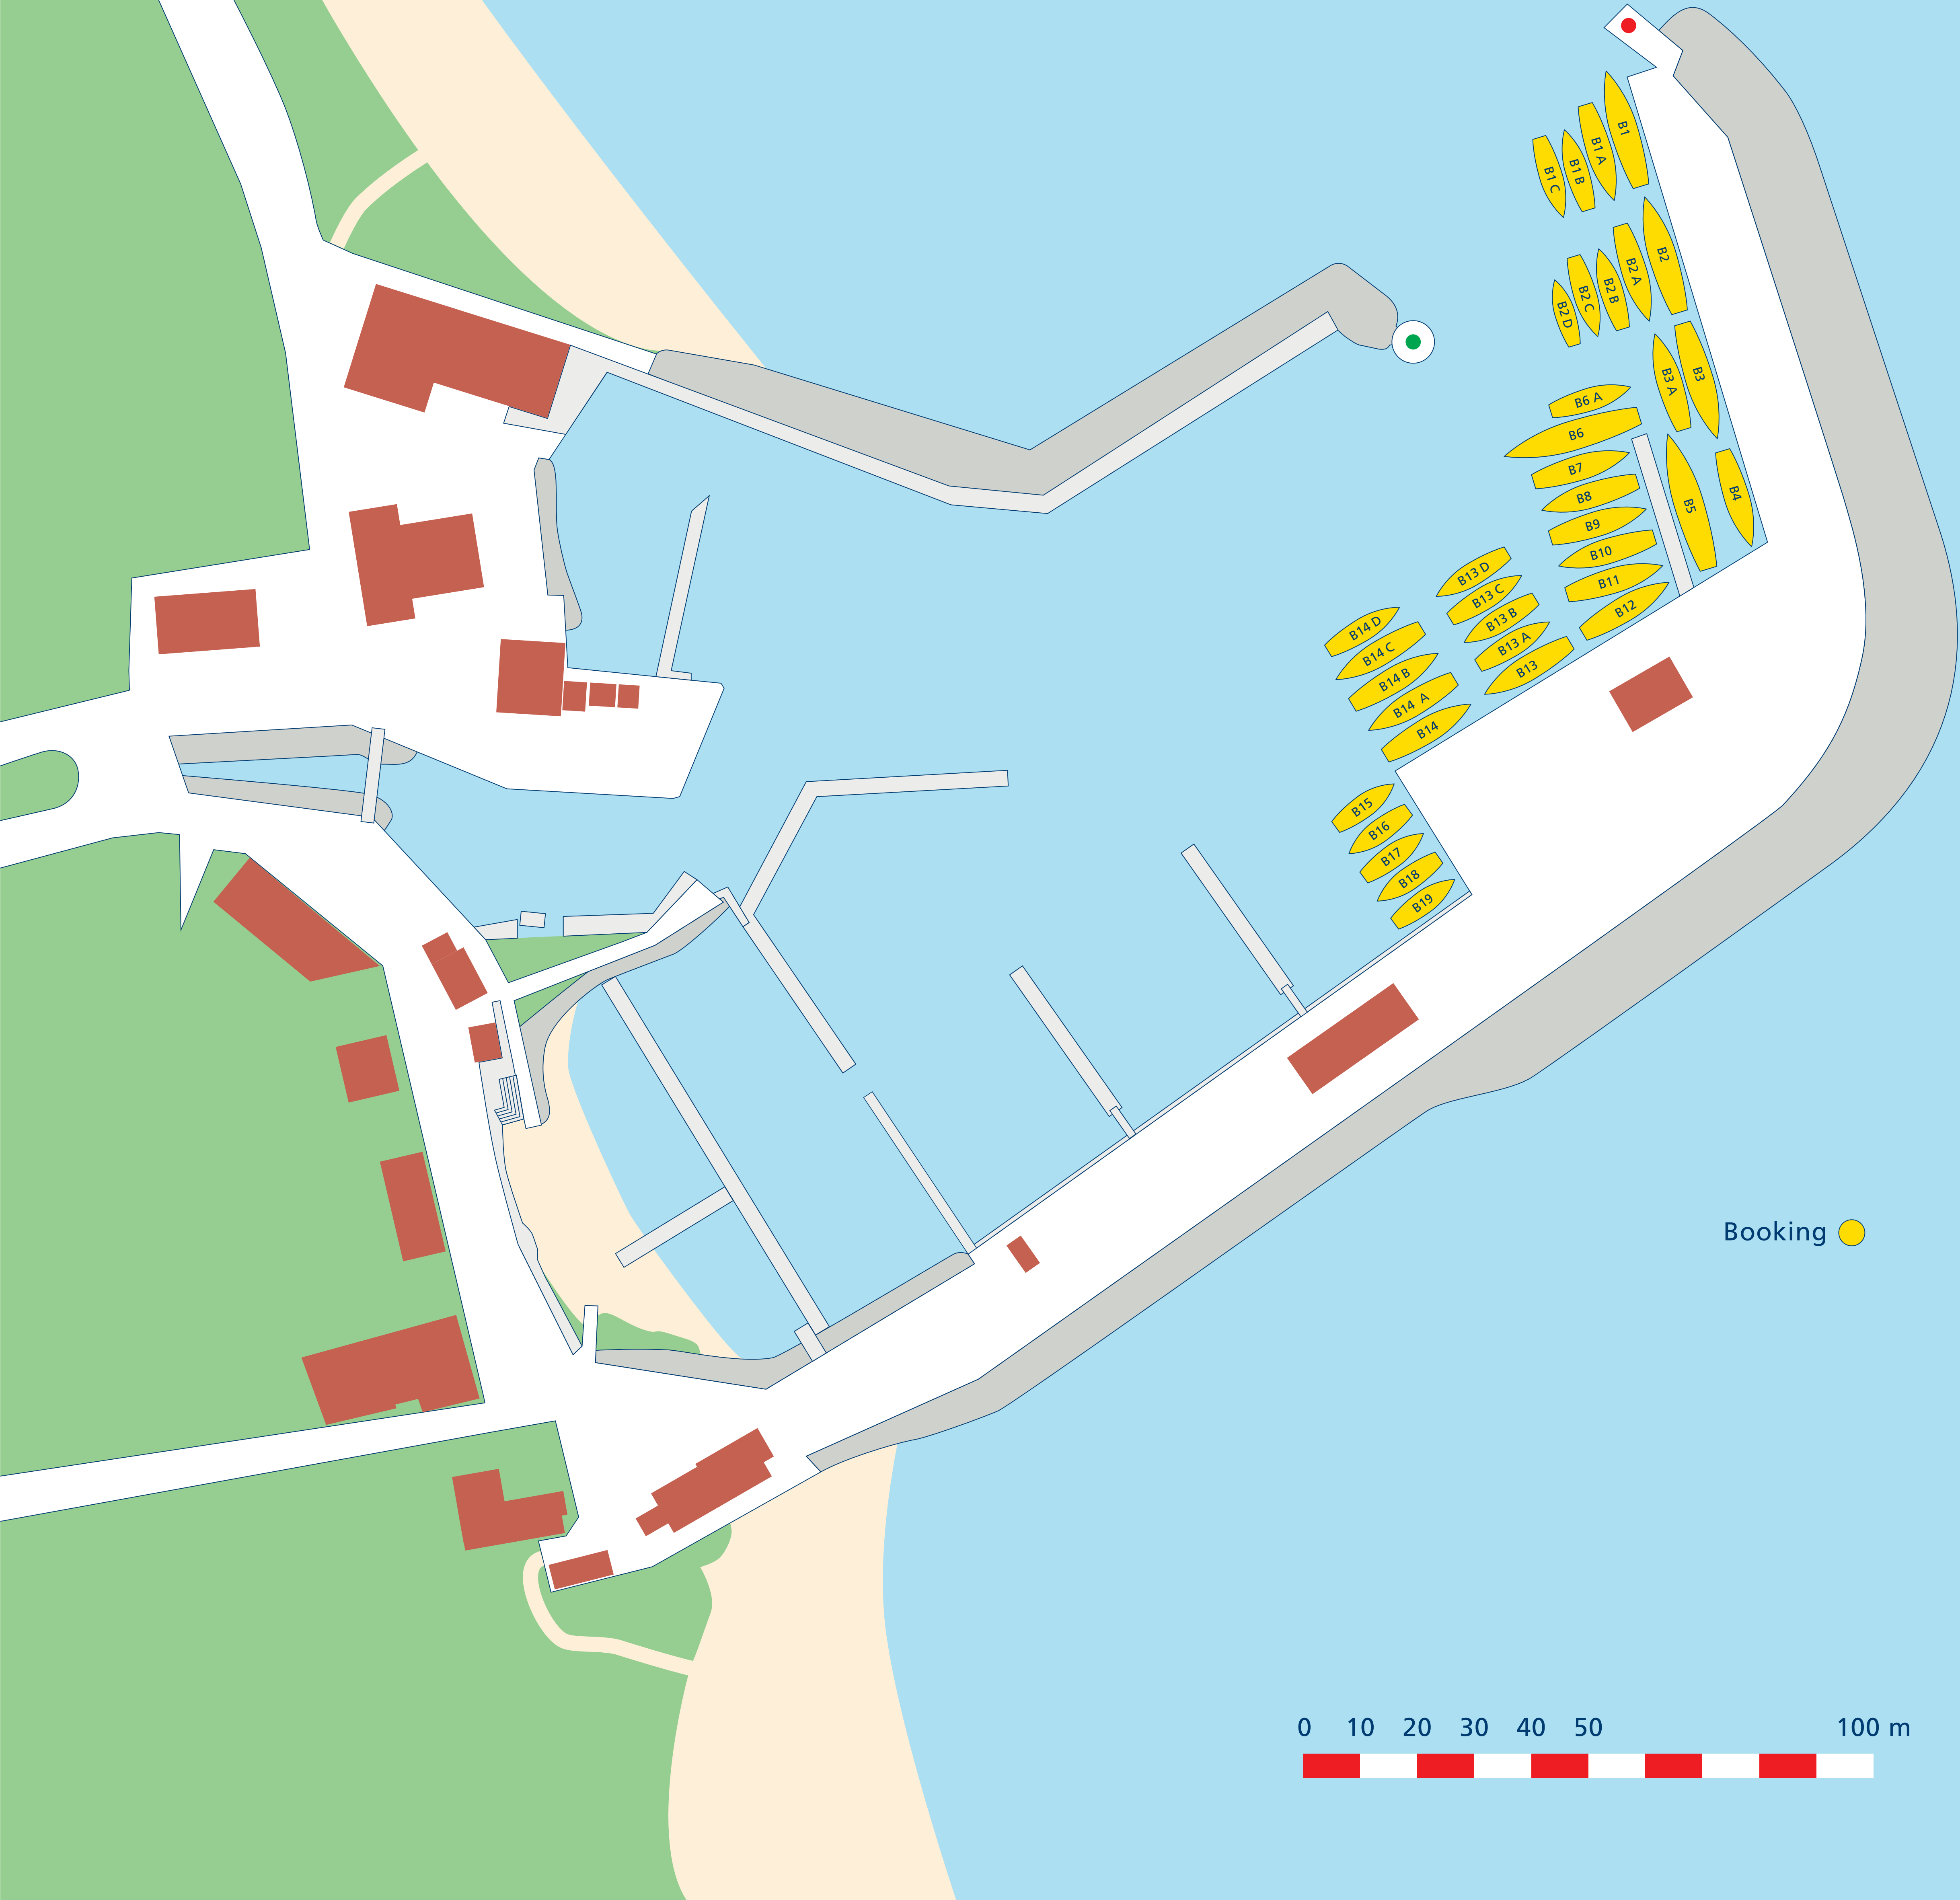 B1
B1 A
B1 B
B1 C
B2
B2 A
B2 B
B2 C
B2 D
B3
B3 A
B4
B5
B6 A
B6
B7
B8
B9
B10
B11
B12
B13 D
B13 C
B13 B
B13 A
B13
B14 D
B14 C
B14 B
B14 A
B14
B15
B16
B17
B18
B19
Booking
0 10 20 30 40 50 100 m